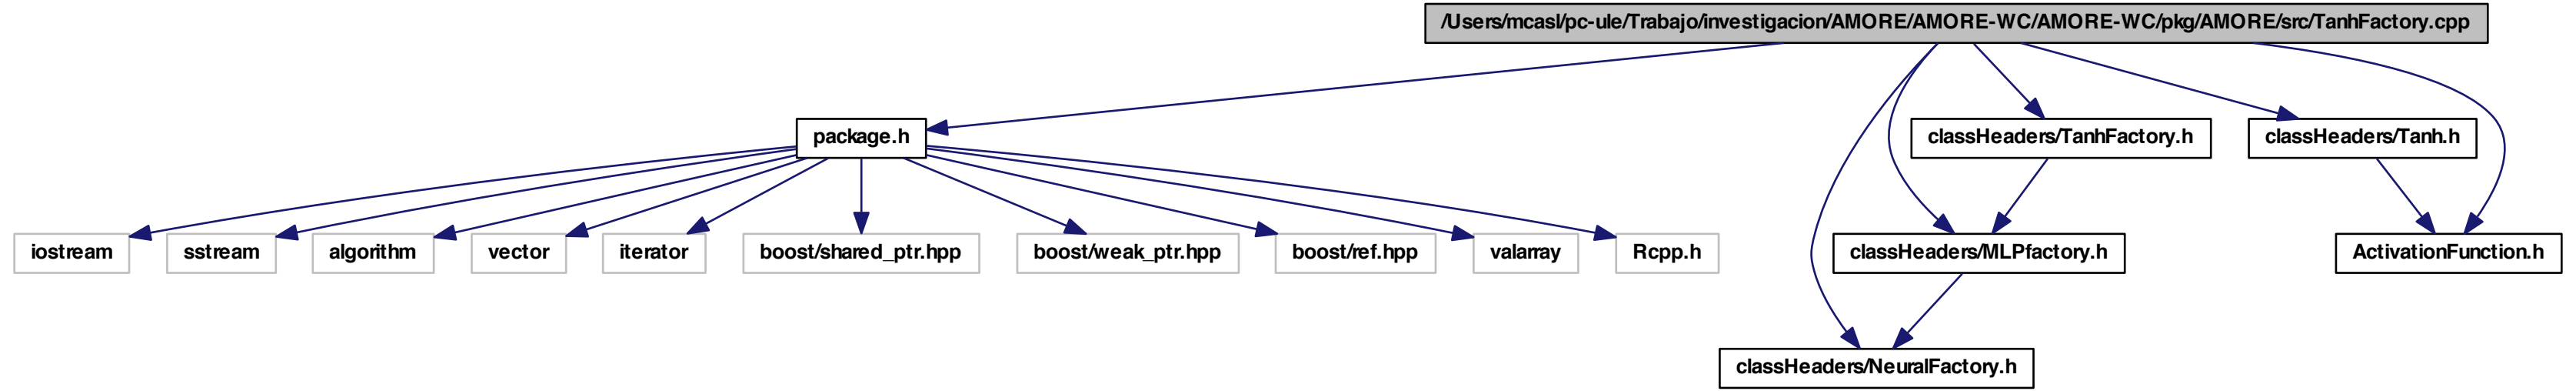 /Users/mcasl/pc-ule/Trabajo/investigacion/AMORE/AMORE-WC/AMORE-WC/pkg/AMORE/src/TanhFactory.cpp
package.h
classHeaders/TanhFactory.h
classHeaders/Tanh.h
iostream
sstream
algorithm
vector
iterator
boost/shared_ptr.hpp
boost/weak_ptr.hpp
boost/ref.hpp
valarray
Rcpp.h
classHeaders/MLPfactory.h
ActivationFunction.h
classHeaders/NeuralFactory.h